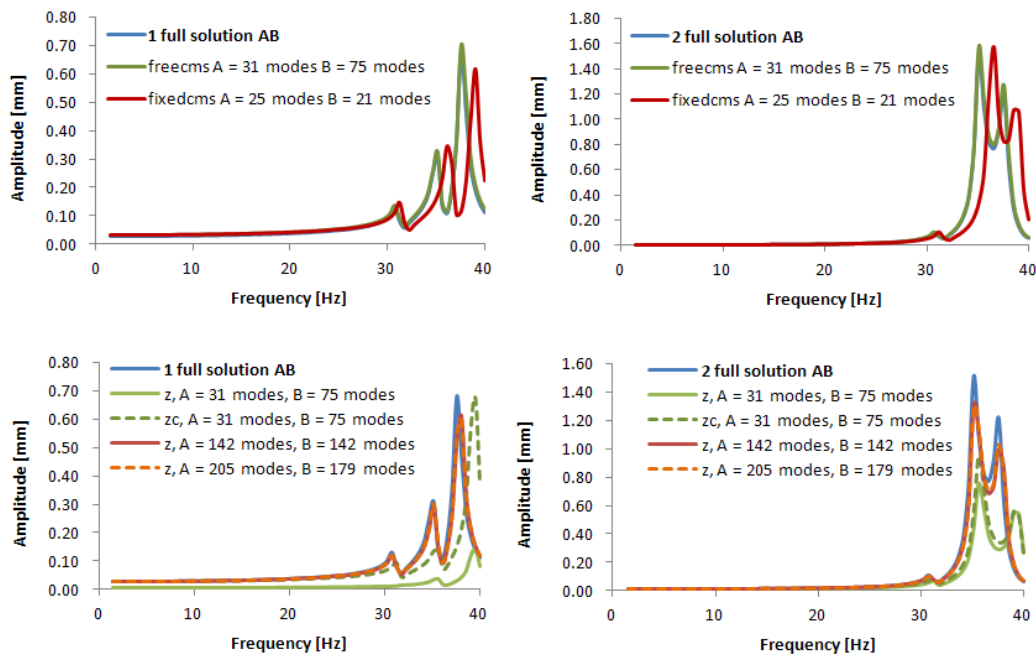 0.80
0.70
0.60
0.50
0.40
0.30
0.20
0.10
0.00
Amplitude [mm]
1 full solution AB
freecms A = 31 modes B = 75 modes
fixedcms A = 25 modes B = 21 modes
0
10
20
30
40
Frequency [Hz]
1.80
1.60
1.40
1.20
1.00
0.80
0.60
0.40
0.20
0.00
Amplitude [mm]
2 full solution AB
freecms A = 31 modes B = 75
fixedcms A = 25 modes B = 21 modes
0
10
20
30
40
Frequency [Hz]
0.80
0.70
0.60
0.50
0.40
0.30
0.20
0.10
0.00
Amplitude [mm]
1 full solution AB
z, A = 31 modes, B = 75 modes
zc, A = 31 modes, B = 75 modes
z, A = 142 modes, B = 142 modes
z, A = 205 modes, B = 179 modes
0
10
20
30
40
Frequency [Hz]
1.60
1.40
1.20
1.00
0.80
0.60
0.40
0.20
0.00
Amplitude [mm]
2 full solution AB
z, A = 31 modes, B = 75 modes
zc, A = 31 modes, B = 75 modes
z, A = 142 modes, B = 142 modes
z, A = 205 modes, B = 179 modes
0
10
20
30
40
Frequency [Hz]